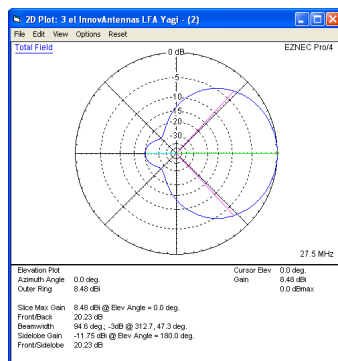 2D Plot: 3 el InnovAntennas LFA Yagi - (2)
File Edit View Options Reset
Total Field
EZNEC Pro/4
0 dB
-5
-10
-15
-20
-30
27.5 MHz
Elevation Plot
Azimuth Angle 0.0 deg.
Outer Ring 8.48 dBi
Cursor Elev 0.0 deg.
Gain 8.48 dBi
0.0 dBmax
Slice Max Gain 8.48 dBi @ Elev Angle = 0.0 deg.
Front/Back 20.23 dB
Beamwidth 94.6 deg.; -3dB @ 312.7, 47.3 deg.
Sidelobe Gain -11.75 dBi @ Elev Angle = 180.0 deg.
Front/Sidelobe 20.23 dB